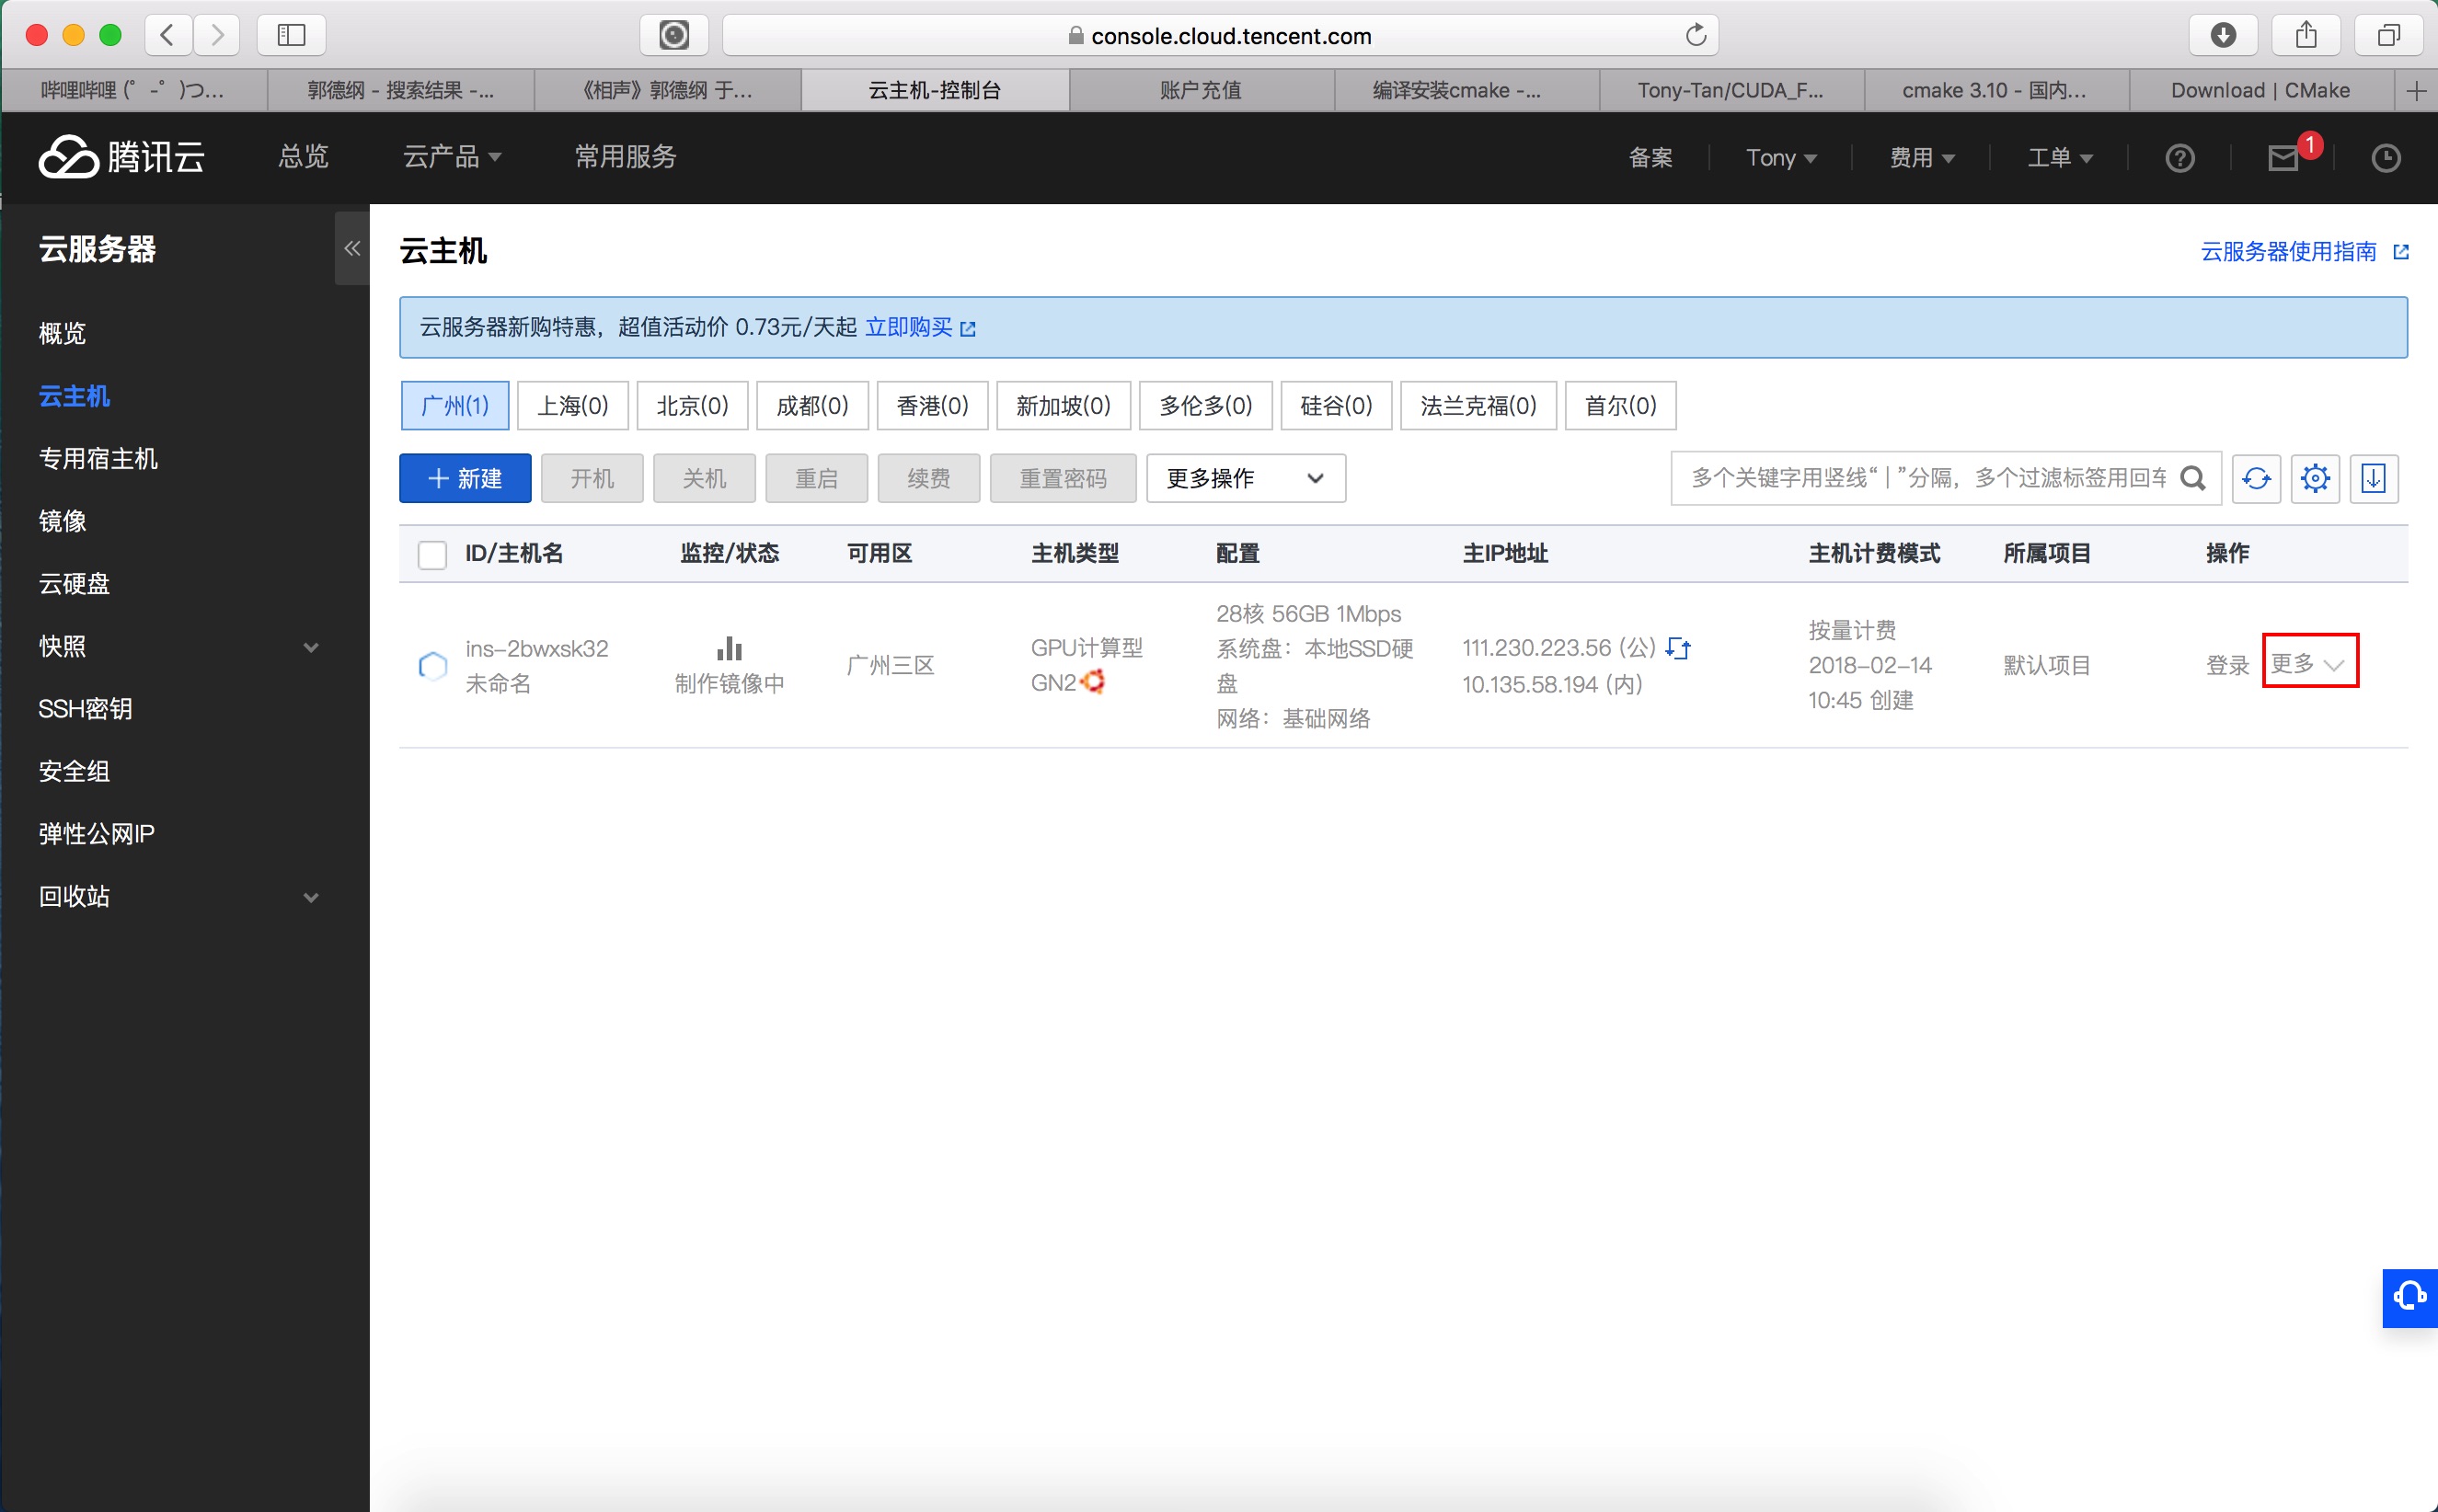 console.cloud.tencent.com
哔哩哔哩 (゜-゜)つ...
郭德纲 - 搜索结果 -...
《相声》郭德纲 于...
云主机-控制台
账户充值
编译安装cmake -...
Tony-Tan/CUDA_F...
cmake 3.10 - 国内...
Download | CMake
腾讯云
总览
云产品
常用服务
备案
Tony
费用
工单
1
云服务器
概览
云主机
专用宿主机
镜像
云硬盘
快照
SSH密钥
安全组
弹性公网IP
回收站
云主机
云服务器使用指南
云服务器新购特惠，超值活动价 0.73元/天起 立即购买
广州(1) 上海(0) 北京(0) 成都(0) 香港(0) 新加坡(0) 多伦多(0) 硅谷(0) 法兰克福(0) 首尔(0)
新建 开机 关机 重启 续费 重置密码 更多操作
多个关键字用竖线“|”分隔，多个过滤标签用回车
ID/主机名 监控/状态 可用区 主机类型 配置 主IP地址 主机计费模式 所属项目 操作
ins-2bwxsk32
未命名
制作镜像中
广州三区
GPU计算型
GN2
28核 56GB 1Mbps
系统盘：本地SSD硬
盘
网络：基础网络
111.230.223.56 (公)
10.135.58.194 (内)
按量计费
2018-02-14
10:45 创建
默认项目
登录 更多